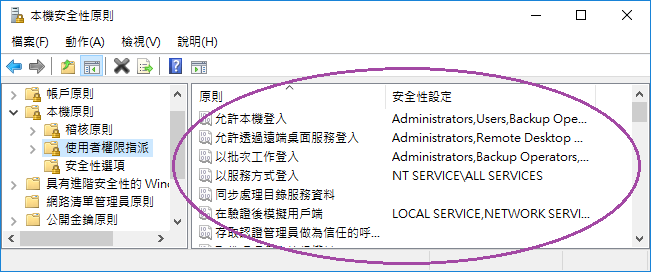 本機安全性原則
檔案(F) 動作(A) 檢視(V) 說明(H)
帳戶原則
本機原則
稽核原則
使用者權限指派
安全性選項
具有進階安全性的 Wind
網路清單管理員原則
公開金鑰原則
原則 安全性設定
允許本機登入 Administrators,Users,Backup Ope...
允許透過遠端桌面服務登入 Administrators,Remote Desktop ...
以批次工作登入 Administrators,Backup Operators,...
以服務方式登入 NT SERVICE\ALL SERVICES
同步處理目錄服務資料
在驗證後模擬用戶端 LOCAL SERVICE,NETWORK SERVI...
存取認證管理員做為信任的呼...